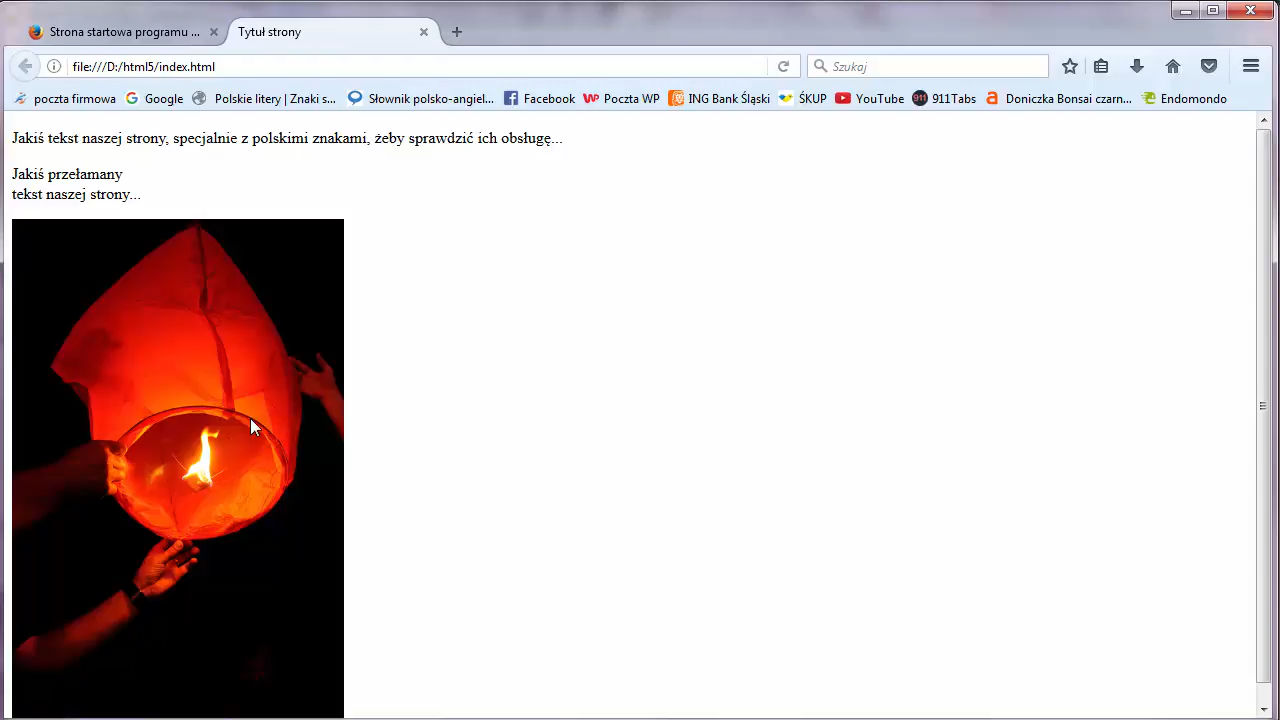 Strona startowa programu ...
Tytuł strony
file:///D:/html5/index.html
Szukaj
poczta firmowa Google Polskie litery | Znaki s... Słownik polsko-angiel... Facebook Poczta WP ING Bank Śląski ŚKUP YouTube 911Tabs Doniczka Bonsai czarn... Endomondo
Jakiś tekst naszej strony, specjalnie z polskimi znakami, żeby sprawdzić ich obsługę...
Jakiś przełamany
tekst naszej strony...